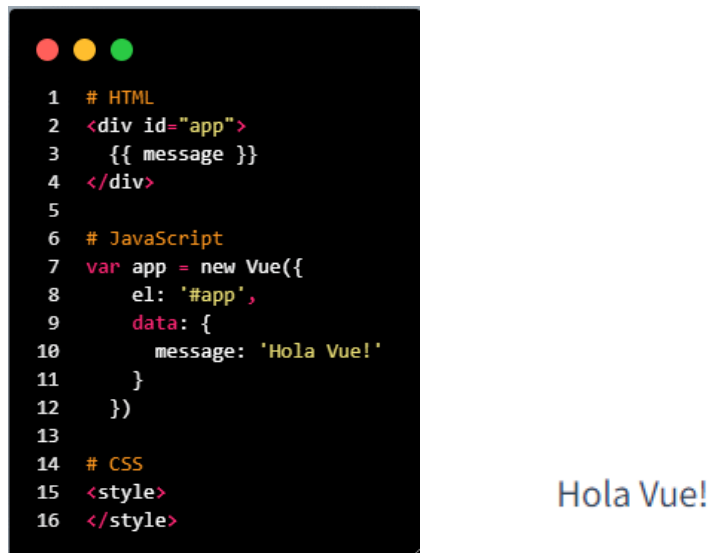 1 # HTML
2 <div id="app">
3   {{ message }}
4 </div>
5
6 # JavaScript
7 var app = new Vue({
8     el: '#app',
9     data: {
10       message: 'Hola Vue!'
11     }
12   })
13
14 # CSS
15 <style>
16 </style>
Hola Vue!